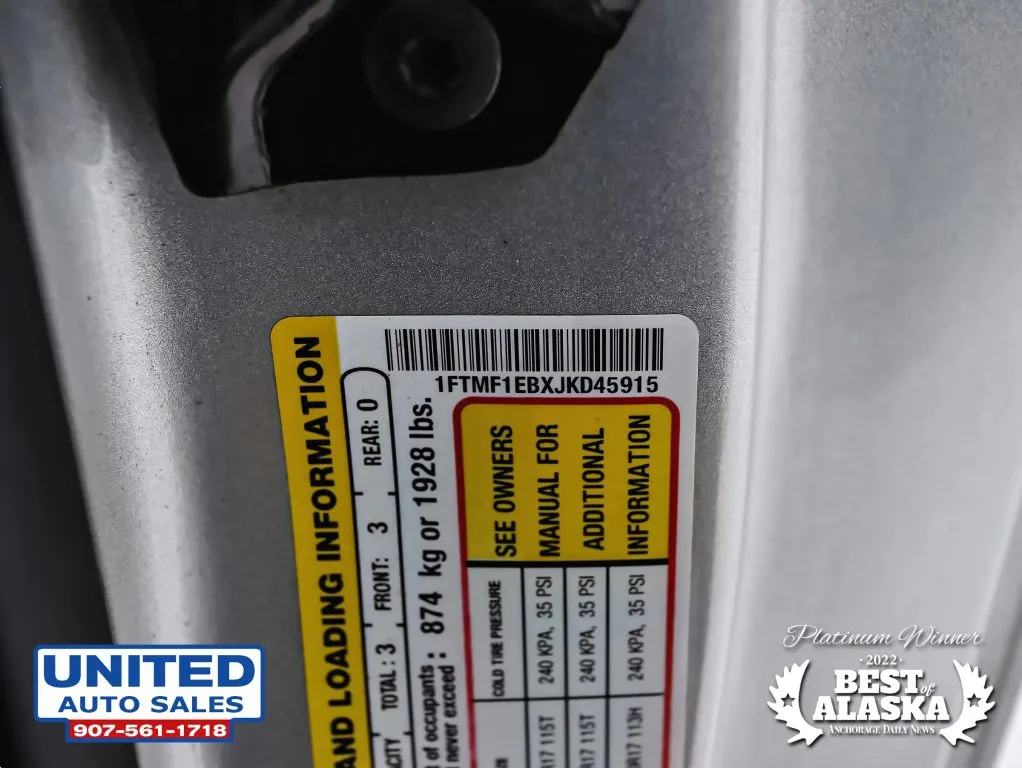 1FTMF1EBXJKD45915
AND LOADING INFORMATION
TOTAL: 3 FRONT: 3 REAR: 0
of occupants
never exceed: 874 kg or 1928 lbs.
COLD TIRE PRESSURE
240 KPA, 35 PSI
240 KPA, 35 PSI
240 KPA, 35 PSI
R17 115T
R17 115T
R17 113H
SEE OWNERS
MANUAL FOR
ADDITIONAL
INFORMATION
UNITED
AUTO SALES
907-561-1718
Platinum Winner
·2022·
BEST of
ALASKA
ANCHORAGE DAILY NEWS